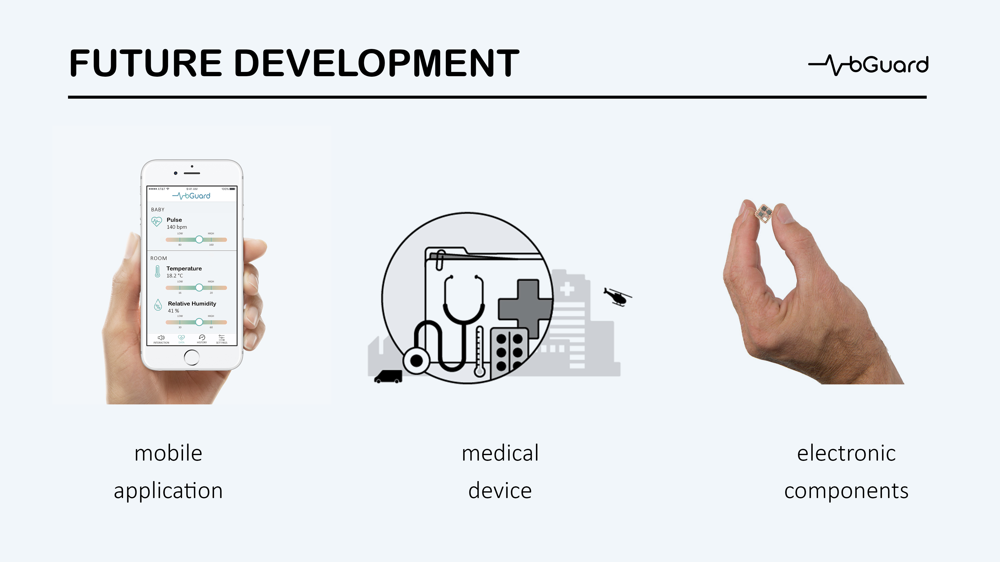 FUTURE DEVELOPMENT
bGuard
AT&T 9:41 AM 100%
bGuard
BABY
Pulse
140 bpm
LOW HIGH
80 160
ROOM
Temperature
18.2 °C
LOW HIGH
16 20
%
Relative Humidity
41 %
LOW HIGH
30 60
INTERACTION DATA HISTORY SETTINGS
mobile
application
medical
device
electronic
components